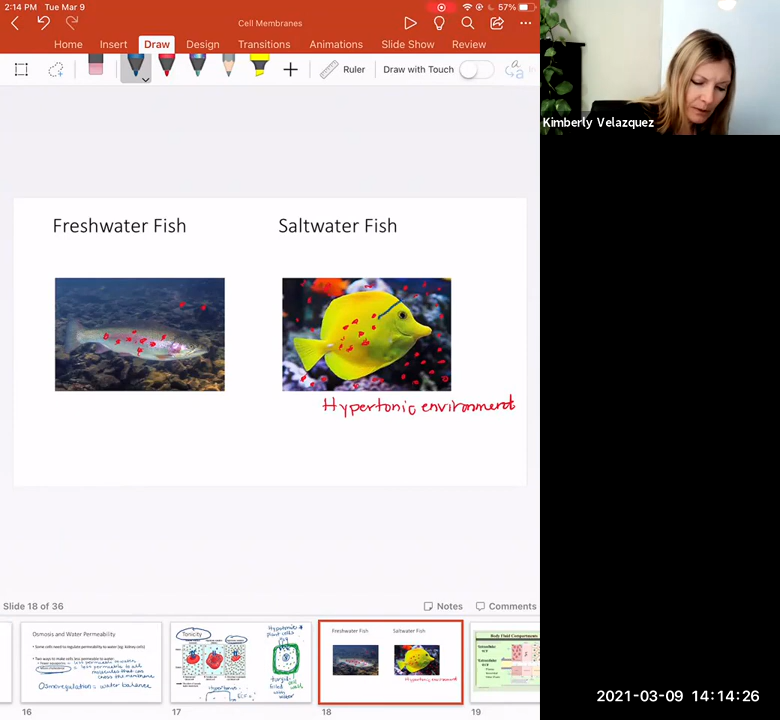 2:14 PM Tue Mar 9
57%
Cell Membranes
Home Insert Draw Design Transitions Animations Slide Show Review
Ruler
Draw with Touch
Kimberly Velazquez
Freshwater Fish
Saltwater Fish
Hypertonic environment
Slide 18 of 36
Notes
Comments
Osmosis and Water Permeability
Osmoregulation = water balance
Tonicity
Freshwater Fish
Saltwater Fish
Hypertonic environment
Body Fluid Compartments
16
17
18
19
2021-03-09 14:14:26